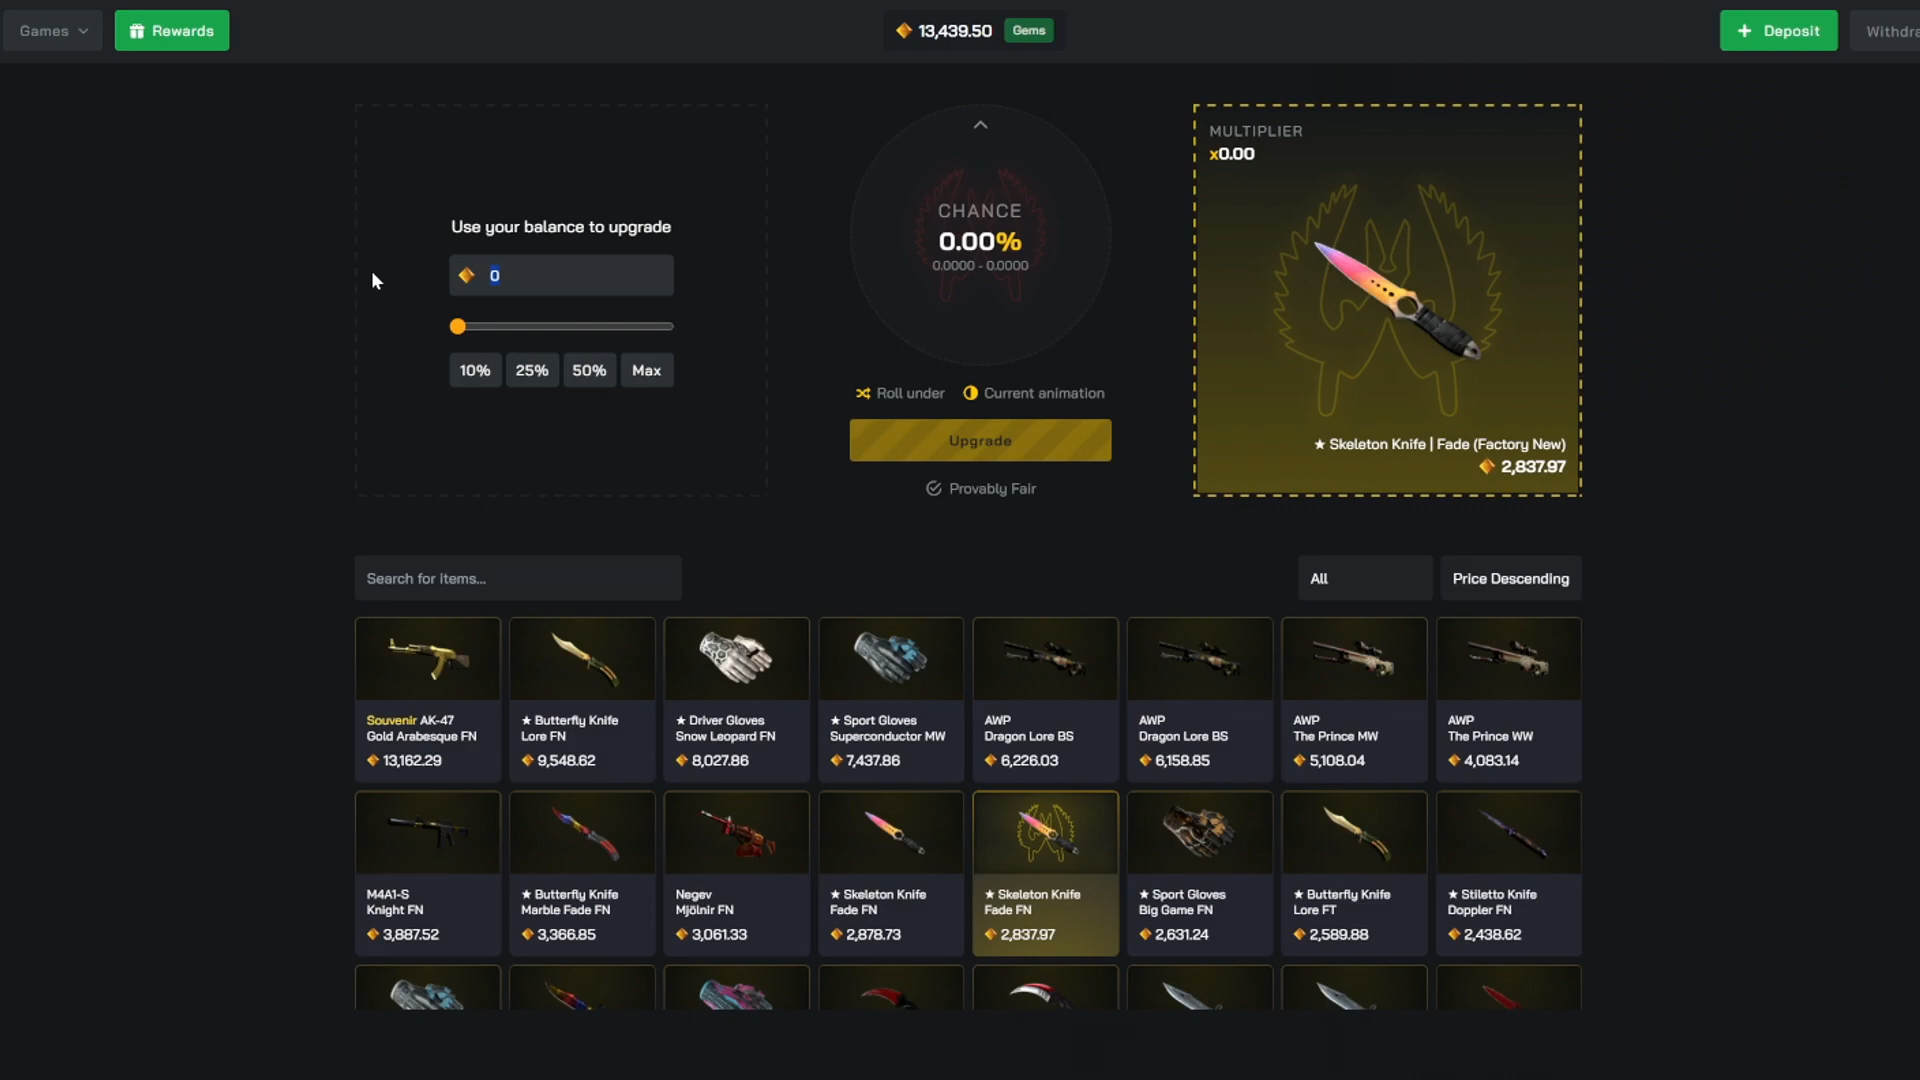 Games
Rewards
13,439.50 Gems
Deposit
Withdra
Use your balance to upgrade
0
10% 25% 50% Max
CHANCE
0.00%
0.0000 - 0.0000
Roll under Current animation
Upgrade
Provably Fair
MULTIPLIER
x0.00
★ Skeleton Knife | Fade (Factory New)
2,837.97
Search for items...
All
Price Descending
Souvenir AK-47
Gold Arabesque FN
13,162.29
★ Butterfly Knife
Lore FN
9,548.62
★ Driver Gloves
Snow Leopard FN
8,027.86
★ Sport Gloves
Superconductor MW
7,437.86
AWP
Dragon Lore BS
6,226.03
AWP
Dragon Lore BS
6,158.85
AWP
The Prince MW
5,108.04
AWP
The Prince WW
4,083.14
M4A1-S
Knight FN
3,887.52
★ Butterfly Knife
Marble Fade FN
3,366.85
Negev
Mjölnir FN
3,061.33
★ Skeleton Knife
Fade FN
2,878.73
★ Skeleton Knife
Fade FN
2,837.97
★ Sport Gloves
Big Game FN
2,631.24
★ Butterfly Knife
Lore FT
2,589.88
★ Stiletto Knife
Doppler FN
2,438.62